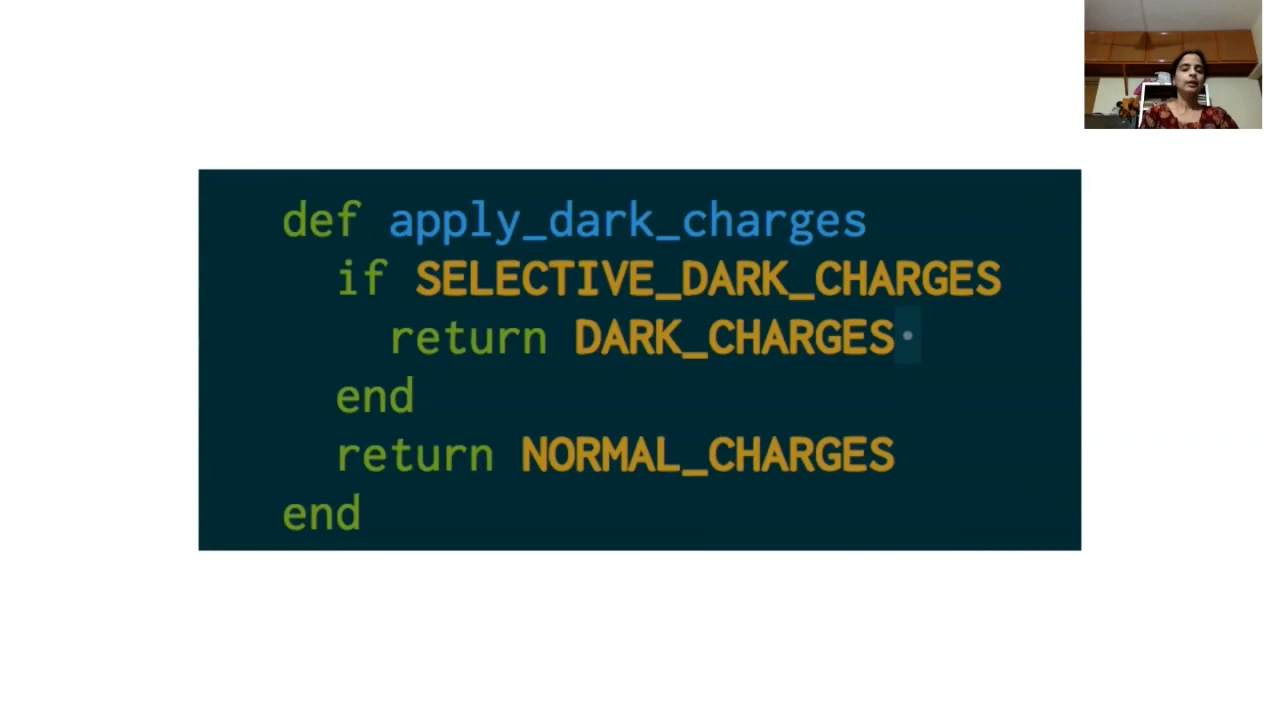 def apply_dark_charges
if SELECTIVE_DARK_CHARGES
return DARK_CHARGES
end
return NORMAL_CHARGES
end